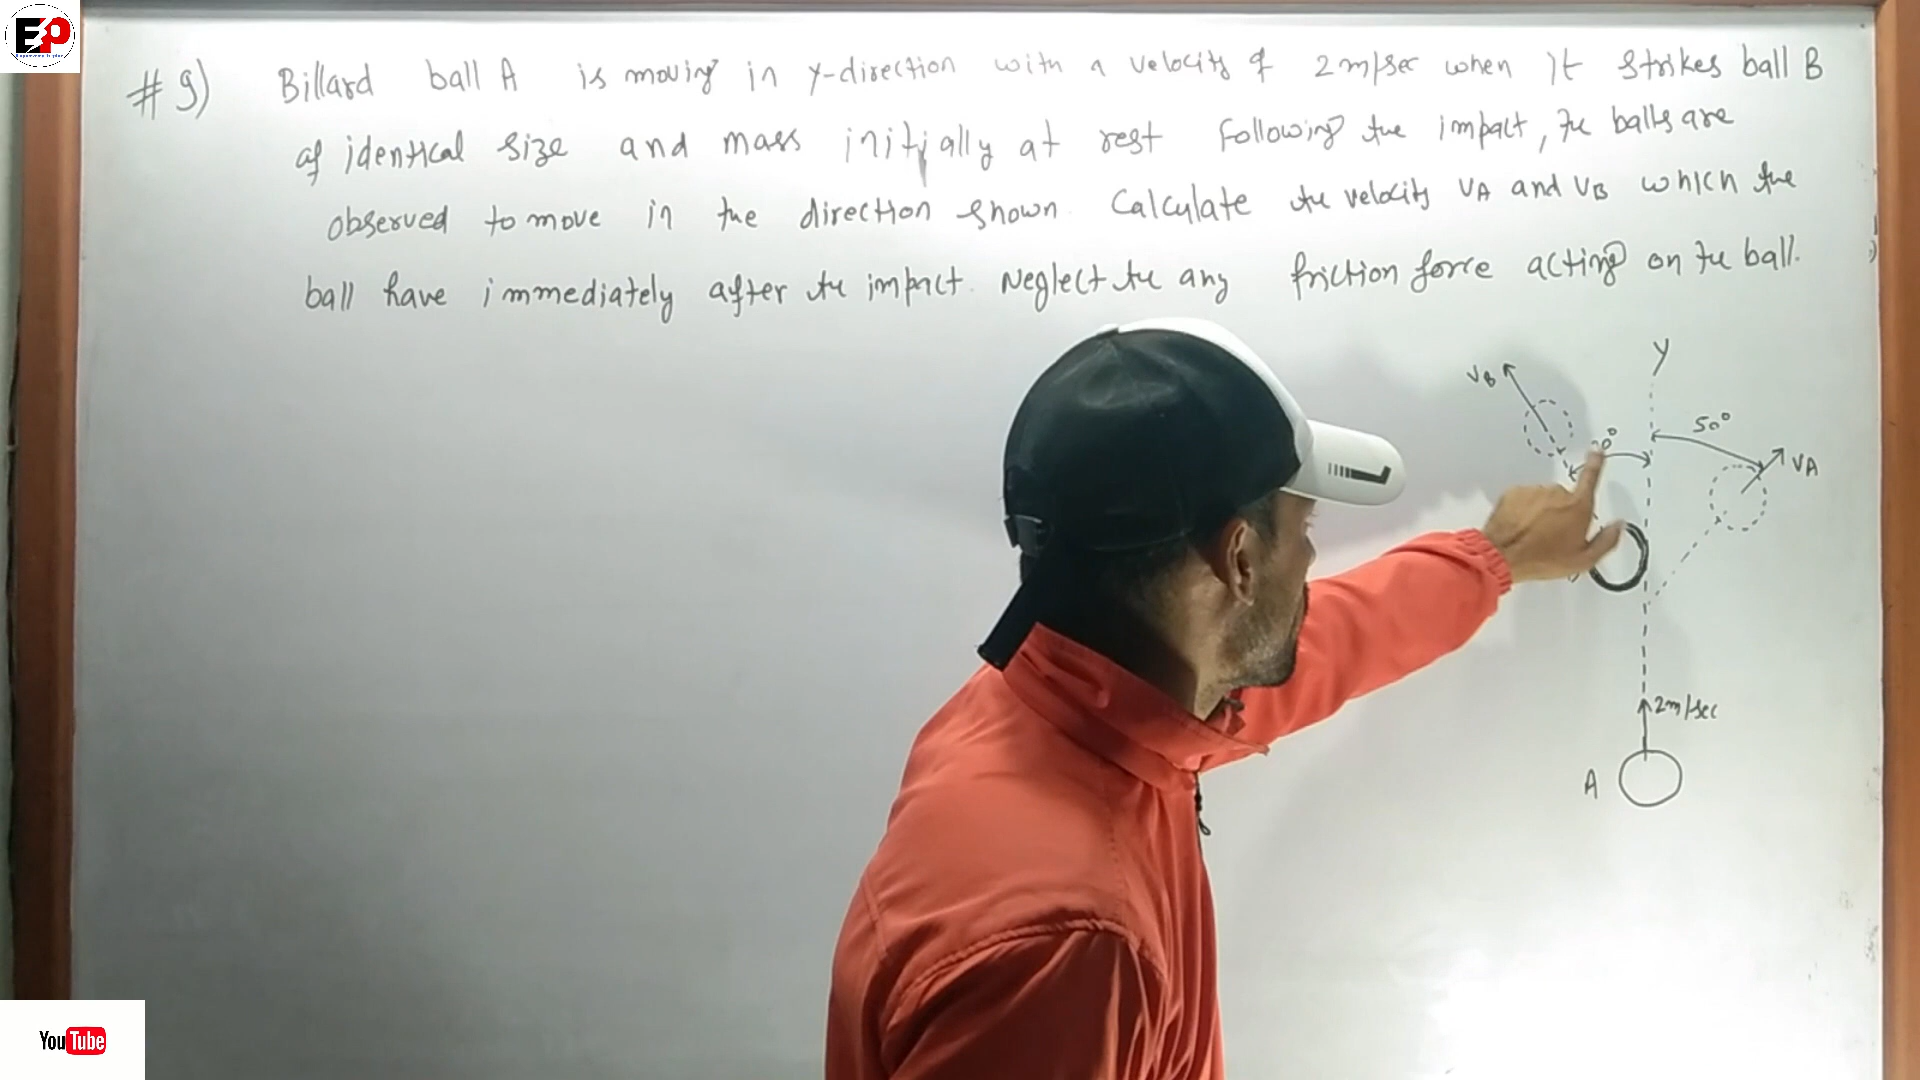 EP
# 9) Billard ball A is moving in y-direction with a velocity of 2m/sec when it strikes ball B
of identical size and mass initially at rest following the impact, the balls are
observed to move in the direction shown. Calculate the velocity VA and VB which the
ball have immediately after the impact. Neglect the any friction force acting on the ball.
y
VB
50°
VA
2m/sec
A
YouTube